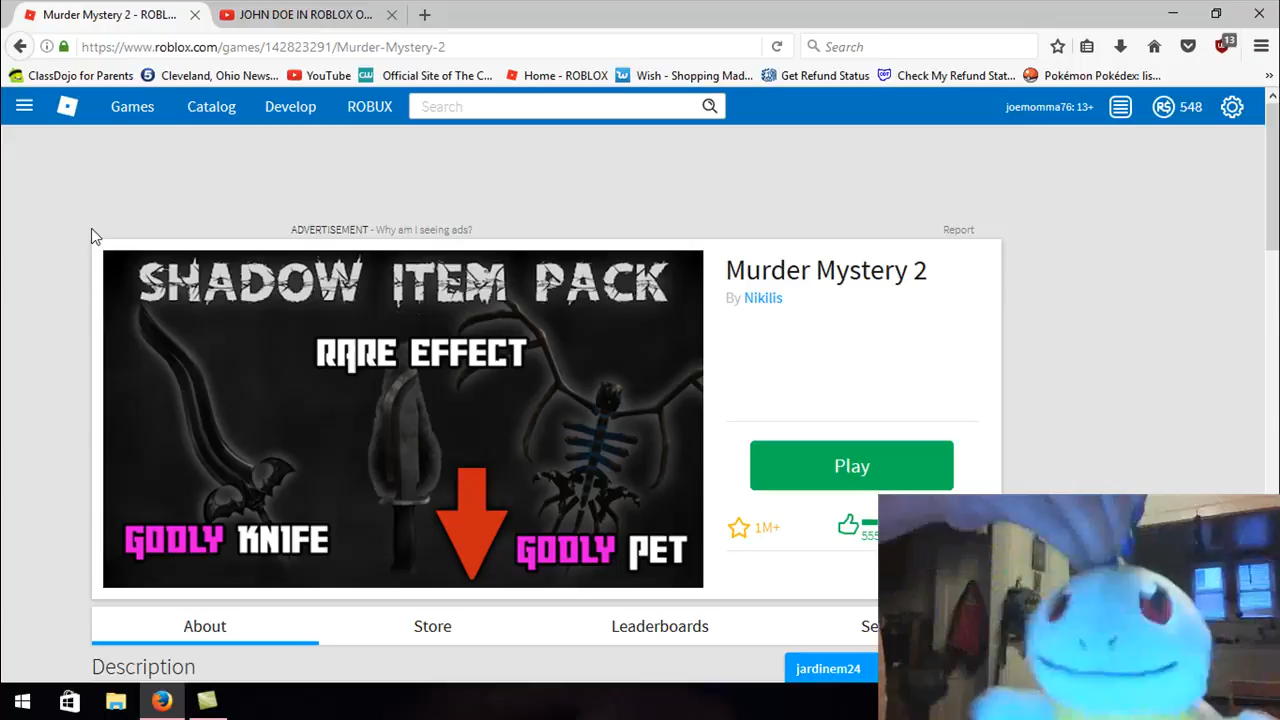 Murder Mystery 2 - ROBL...
JOHN DOE IN ROBLOX O...
https://www.roblox.com/games/142823291/Murder-Mystery-2
Search
13
ClassDojo for Parents
Cleveland, Ohio News...
YouTube
CW
Official Site of The C...
Home - ROBLOX
Wish - Shopping Mad...
Get Refund Status
Check My Refund Stat...
Pokémon Pokédex: lis...
Games
Catalog
Develop
ROBUX
Search
joemomma76: 13+
R$
548
ADVERTISEMENT - Why am I seeing ads?
Report
SHADOW ITEM PACK
RARE EFFECT
GODLY KNIFE
GODLY PET
Murder Mystery 2
By Nikilis
Play
1M+
555
About
Store
Leaderboards
Se
Description
jardinem24